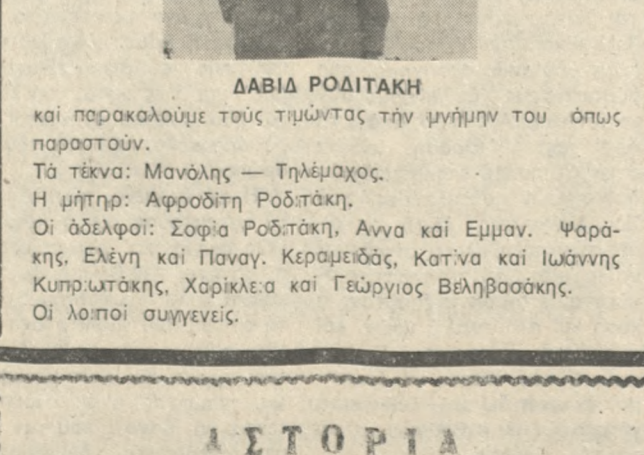 ΔΑΒΙΔ ΡΟΔΙΤΑΚΗ
καί παρακαλούμε τούς τιμώντας τήν μνήμην του όπως
παραστούν.
Τά τέκνα: Μανόλης — Τηλέμαχος.
Η μήτηρ: Αφροδίτη Ροδιτάκη.
Οί άδελφοί: Σοφία Ροδιτάκη, Αννα καί Εμμαν. Ψαρά-
κης, Ελένη καί Παναγ. Κεραμειδάς, Κατίνα καί Ιωάννης
Κυπριωτάκης, Χαρίκλεια καί Γεώργιος Βεληβασάκης.
Οί λοιποί συγγενείς.
ΙΣΤΟΡΙΑ